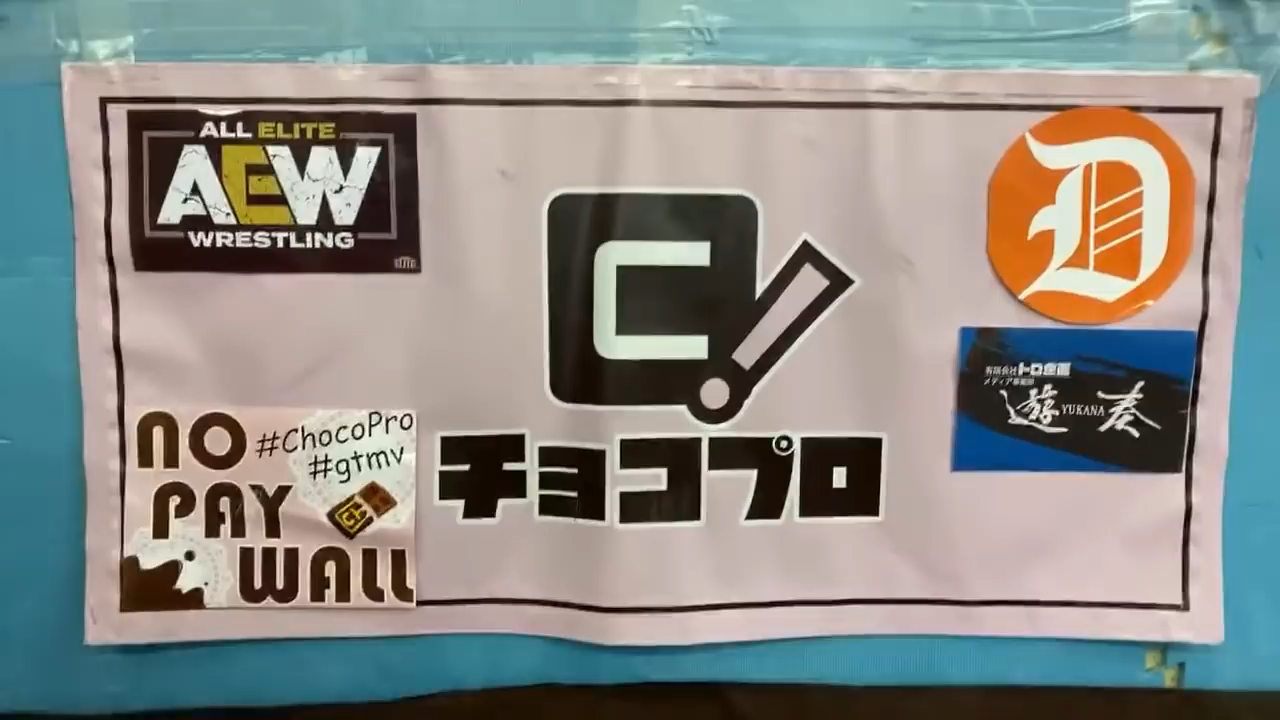 ALL ELITE
AEW
WRESTLING
C!
チョコプロ
D
有限会社トロ企画
メディア事業部
遊奏
YUKANA
NO
#ChocoPro
#gtmv
PAY
WALL